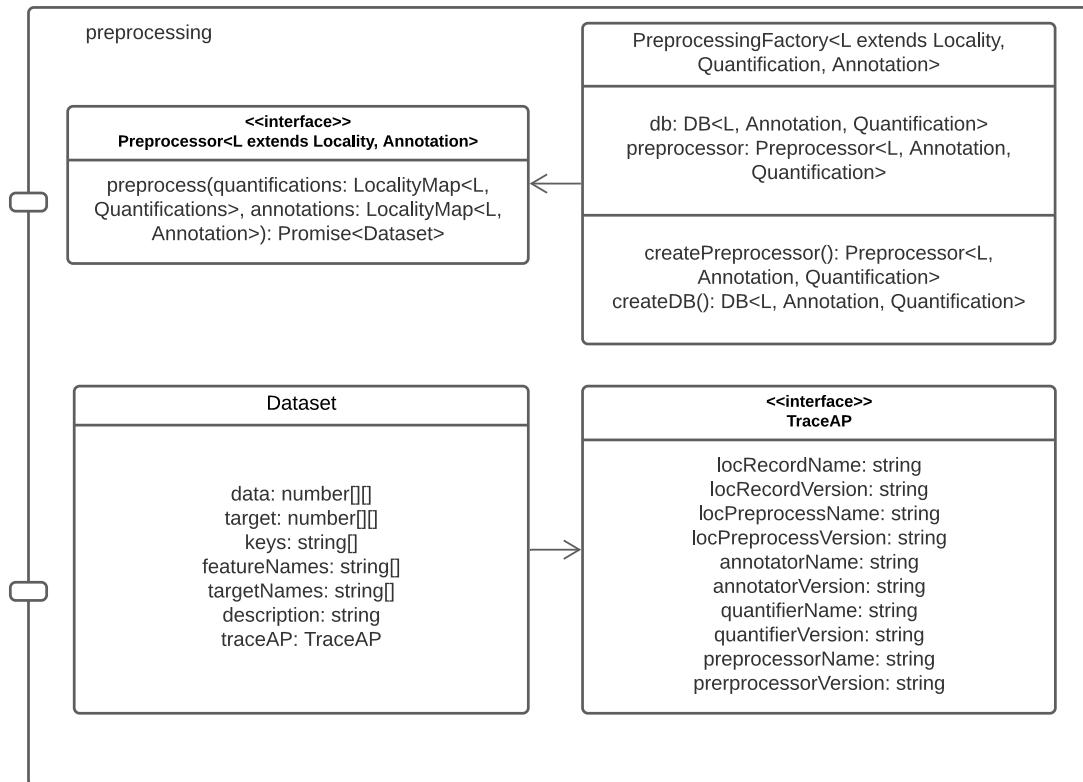 preprocessing
<<interface>>
Preprocessor<L extends Locality, Annotation>
preprocess(quantifications: LocalityMap<L,
Quantifications>, annotations: LocalityMap<L,
Annotation>): Promise<Dataset>
PreprocessingFactory<L extends Locality,
Quantification, Annotation>
db: DB<L, Annotation, Quantification>
preprocessor: Preprocessor<L, Annotation,
Quantification>
createPreprocessor(): Preprocessor<L,
Annotation, Quantification>
createDB(): DB<L, Annotation, Quantification>
Dataset
data: number[][]
target: number[][]
keys: string[]
featureNames: string[]
targetNames: string[]
description: string
traceAP: TraceAP
<<interface>>
TraceAP
locRecordName: string
locRecordVersion: string
locPreprocessName: string
locPreprocessVersion: string
annotatorName: string
annotatorVersion: string
quantifierName: string
quantifierVersion: string
preprocessorName: string
prerprocessorVersion: string